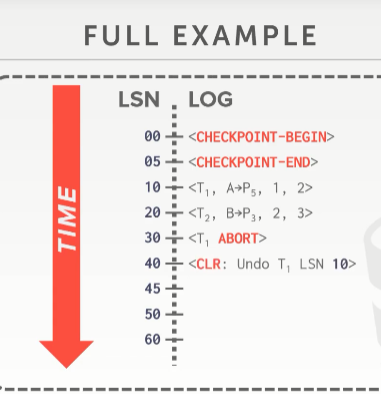 FULL EXAMPLE
TIME
LSN LOG
00 <CHECKPOINT-BEGIN>
05 <CHECKPOINT-END>
10 <T₁, A→P₅, 1, 2>
20 <T₂, B→P₃, 2, 3>
30 <T₁ ABORT>
40 <CLR: Undo T₁ LSN 10>
45
50
60